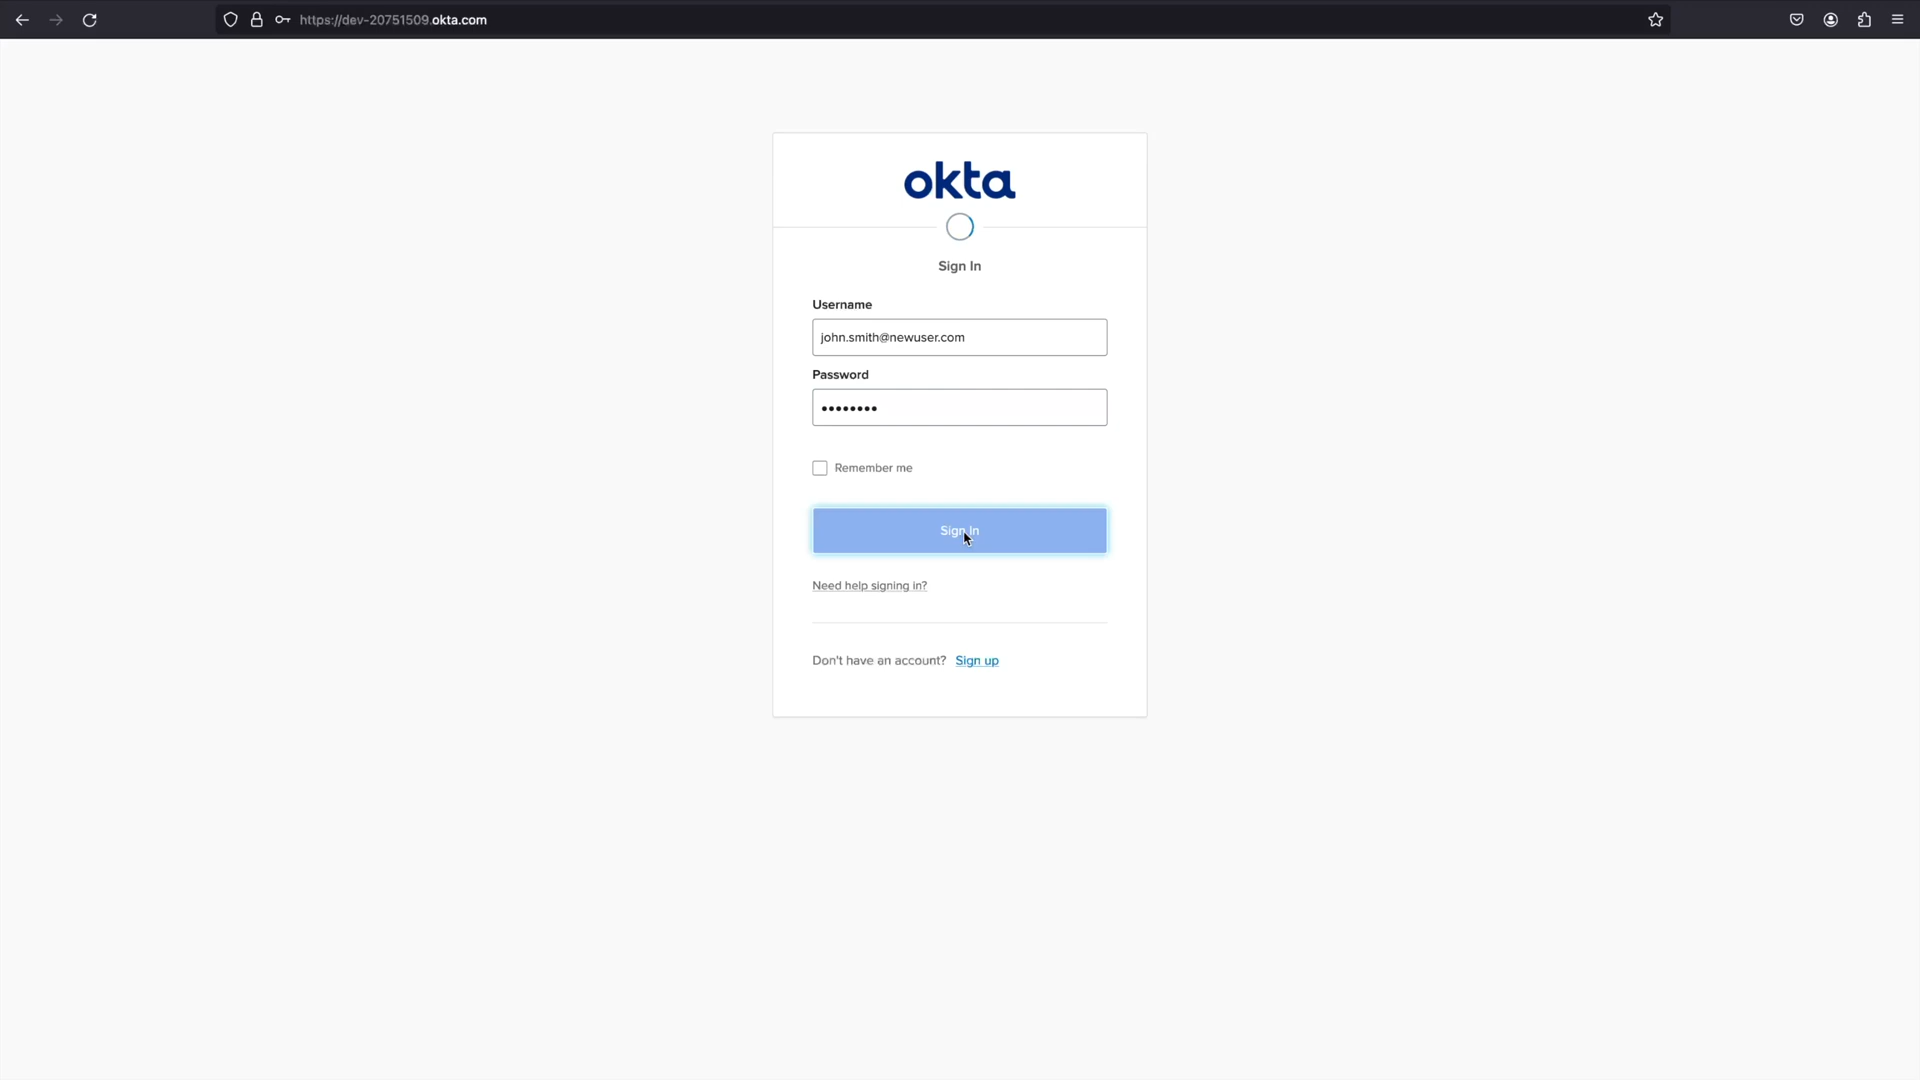 https://dev-20751509.okta.com
okta
Sign In
Username
john.smith@newuser.com
Password
••••••••
Remember me
Sign In
Need help signing in?
Don't have an account? Sign up